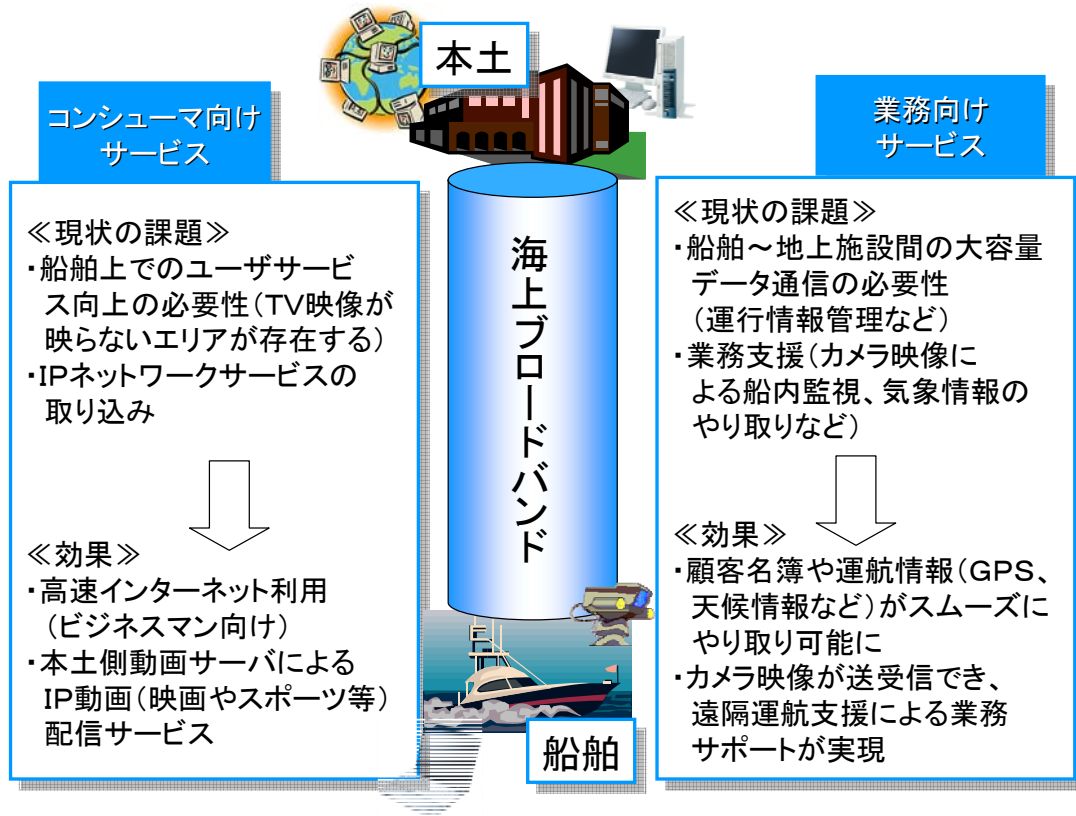 本土
コンシューマ向け
サービス
≪現状の課題≫
・船舶上でのユーザサービ
ス向上の必要性(TV映像が
映らないエリアが存在する)
・IPネットワークサービスの
取り込み
≪効果≫
・高速インターネット利用
(ビジネスマン向け)
・本土側動画サーバによる
IP動画(映画やスポーツ等)
配信サービス
海上ブロードバンド
船舶
業務向け
サービス
≪現状の課題≫
・船舶～地上施設間の大容量
データ通信の必要性
(運行情報管理など)
・業務支援(カメラ映像に
よる船内監視、気象情報の
やり取りなど)
≪効果≫
・顧客名簿や運航情報(GPS、
天候情報など)がスムーズに
やり取り可能に
・カメラ映像が送受信でき、
遠隔運航支援による業務
サポートが実現